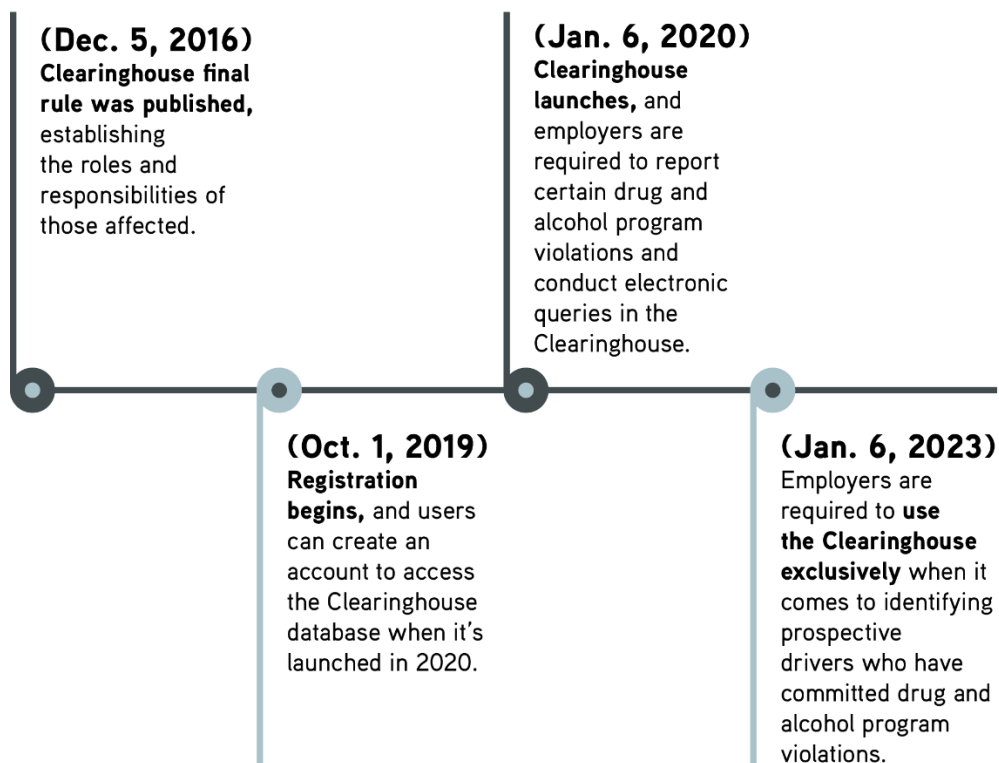 (Dec. 5, 2016)
Clearinghouse final
rule was published,
establishing
the roles and
responsibilities of
those affected.
(Oct. 1, 2019)
Registration
begins, and users
can create an
account to access
the Clearinghouse
database when it's
launched in 2020.
(Jan. 6, 2020)
Clearinghouse
launches, and
employers are
required to report
certain drug and
alcohol program
violations and
conduct electronic
queries in the
Clearinghouse.
(Jan. 6, 2023)
Employers are
required to use
the Clearinghouse
exclusively when it
comes to identifying
prospective
drivers who have
committed drug and
alcohol program
violations.